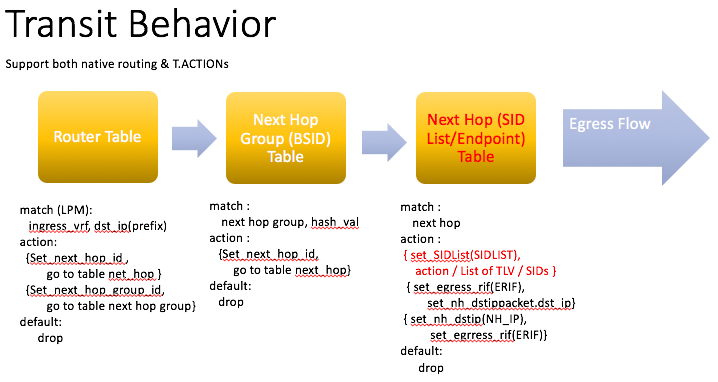 Transit Behavior
Support both native routing & T.ACTIONs
Router Table
Next Hop
Group (BSID)
Table
Next Hop (SID
List/Endpoint)
Table
Egress Flow
match (LPM):
ingress_vrf, dst_ip(prefix)
action:
{Set_next_hop_id ,
go to table net_hop }
{Set_next_hop_group_id,
go to table next hop group}
default:
drop
match :
next hop group, hash_val
action :
{Set_next_hop_id,
go to table next_hop}
default:
drop
match :
next hop
action :
{ set_SIDList(SIDLIST),
action / List of TLV / SIDs }
{ set_egress_rif(ERIF),
set_nh_dstippacket.dst_ip}
{ set_nh_dstip(NH_IP),
set_egrress_rif(ERIF)}
default:
drop